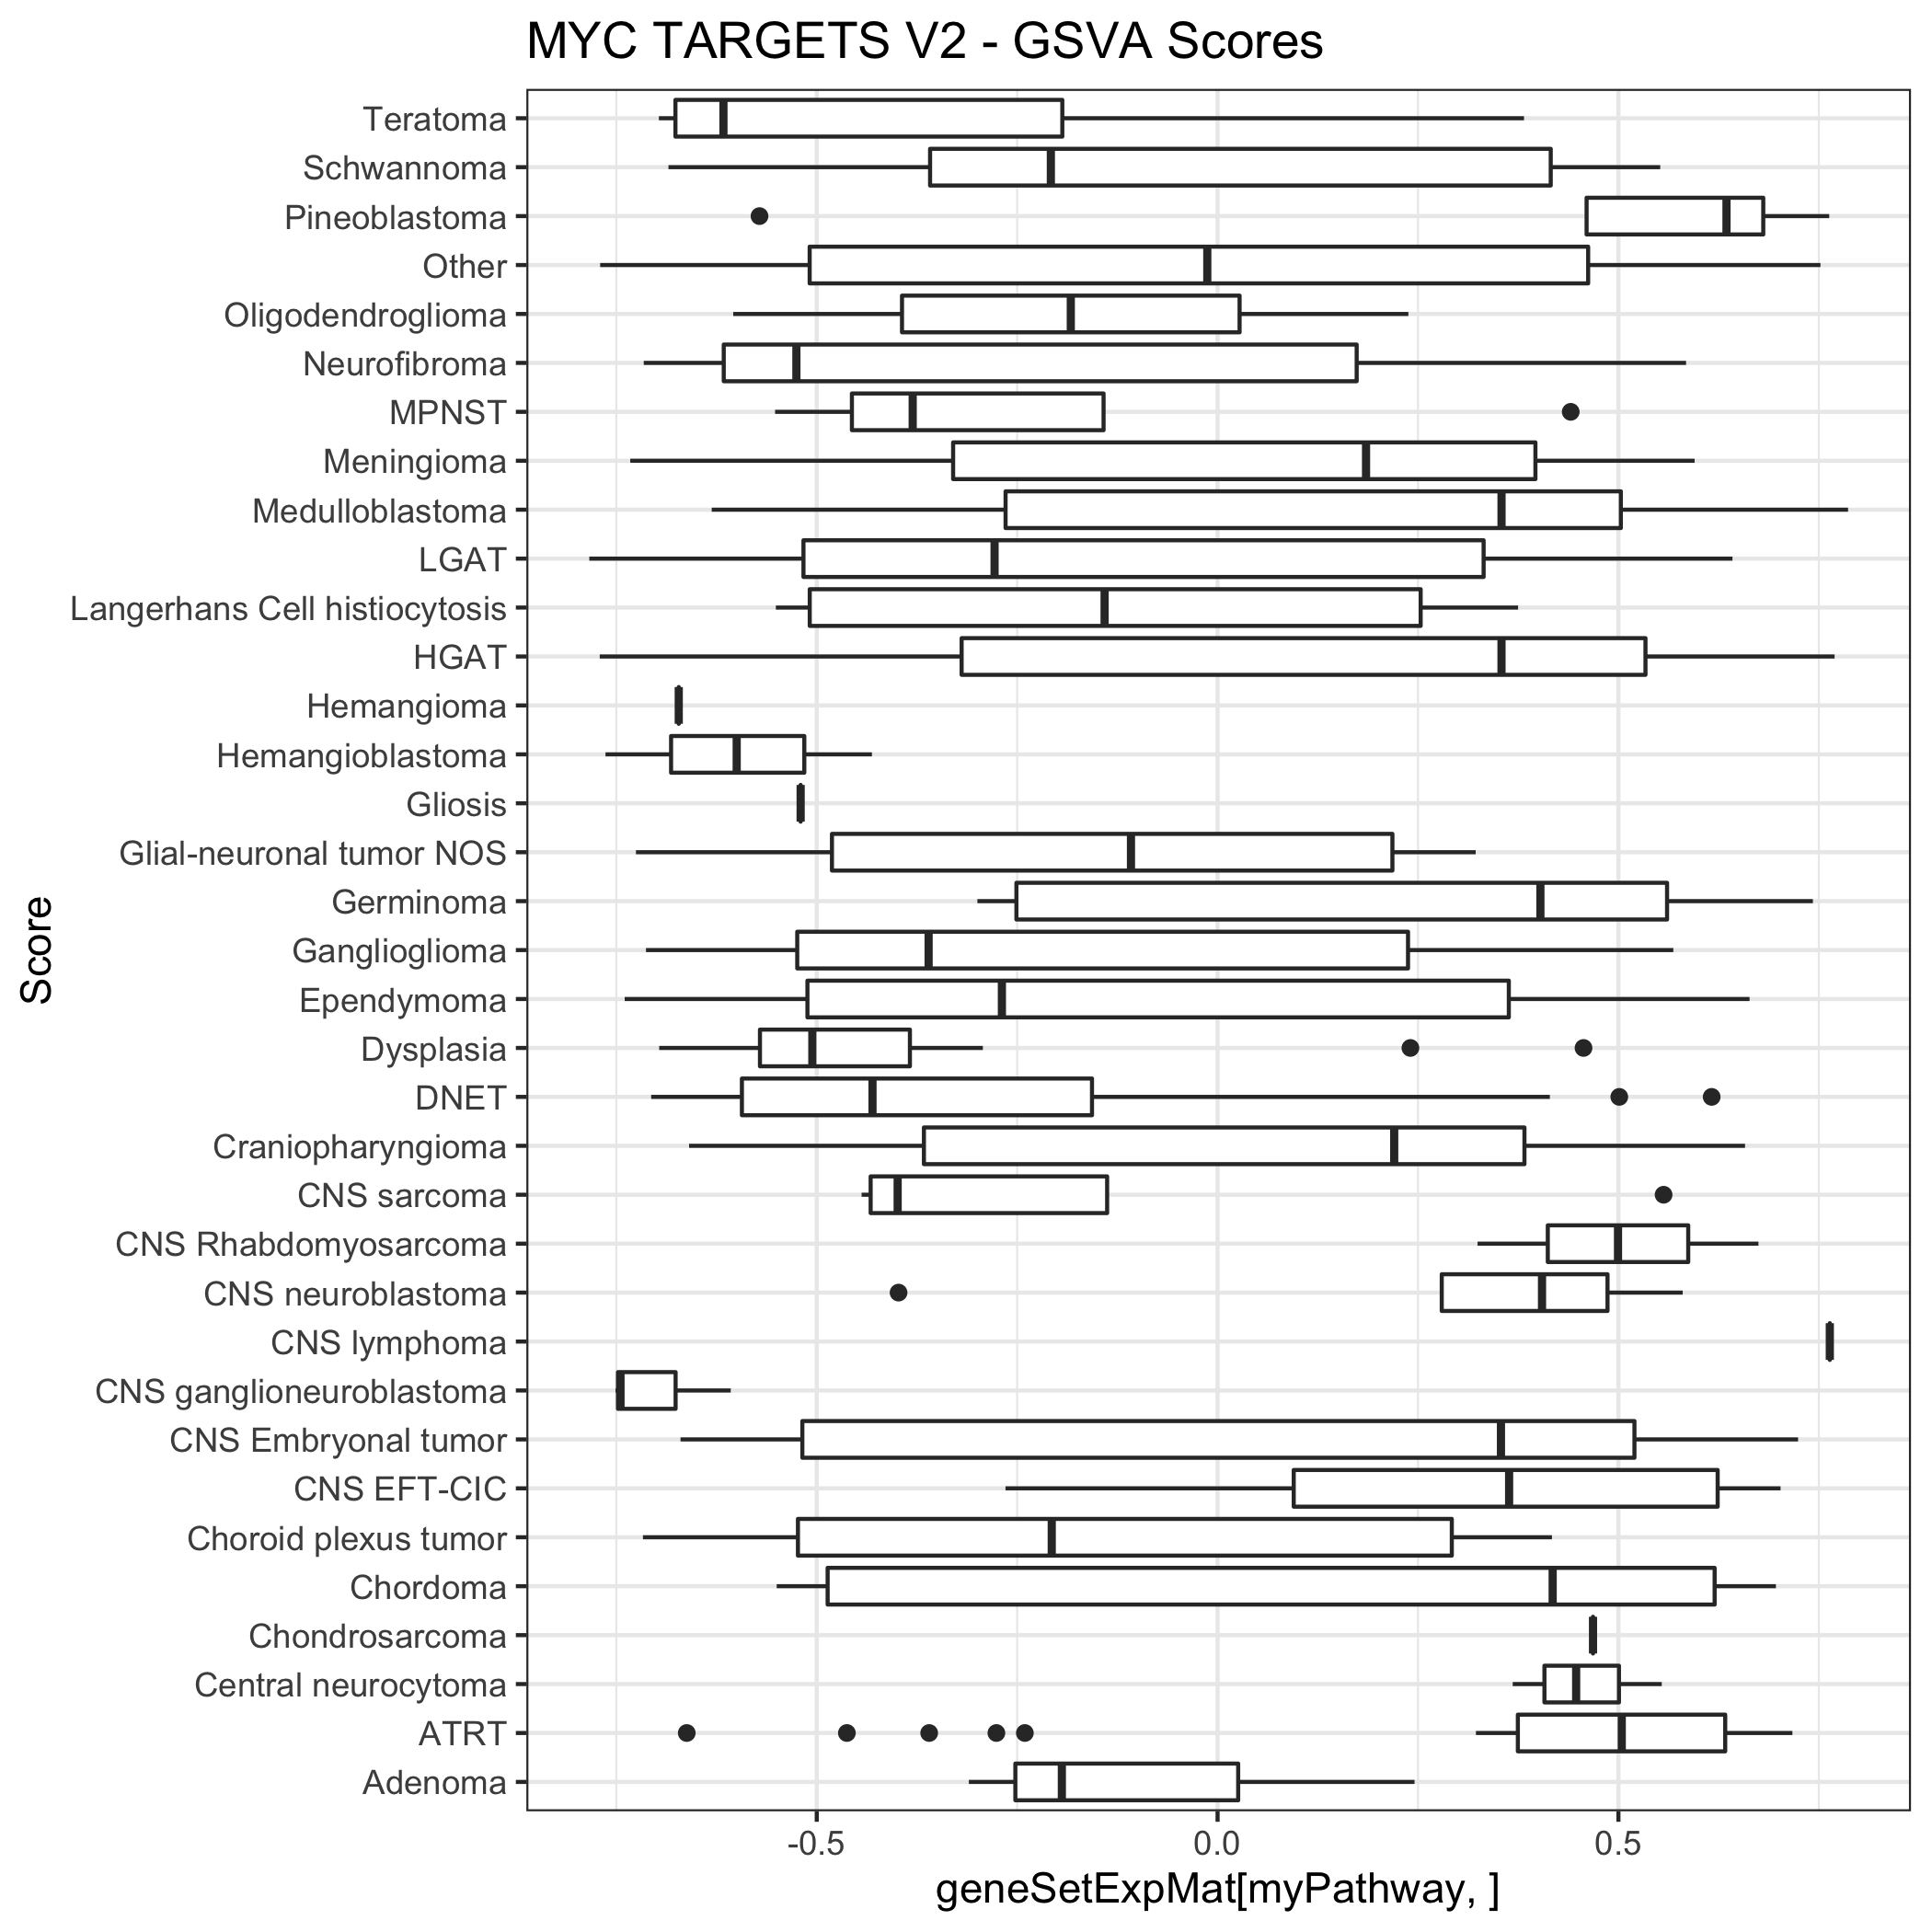 MYC TARGETS V2 - GSVA Scores
Teratoma
Schwannoma
Pineoblastoma
Other
Oligodendroglioma
Neurofibroma
MPNST
Meningioma
Medulloblastoma
LGAT
Langerhans Cell histiocytosis
HGAT
Hemangioma
Hemangioblastoma
Gliosis
Glial-neuronal tumor NOS
Germinoma
Ganglioglioma
Ependymoma
Dysplasia
DNET
Craniopharyngioma
CNS sarcoma
CNS Rhabdomyosarcoma
CNS neuroblastoma
CNS lymphoma
CNS ganglioneuroblastoma
CNS Embryonal tumor
CNS EFT-CIC
Choroid plexus tumor
Chordoma
Chondrosarcoma
Central neurocytoma
ATRT
Adenoma
Score
-0.5 0.0 0.5
geneSetExpMat[myPathway, ]